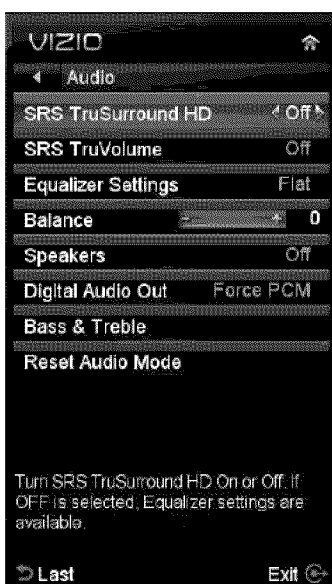 VIZIO
Audio
SRS TruSurround HD Off
SRS TruVolume Off
Equalizer Settings Flat
Balance 0
Speakers Off
Digital Audio Out Force PCM
Bass & Treble
Reset Audio Mode
Turn SRS TruSurround HD On or Off. If
OFF is selected, Equalizer settings are
available.
Last Exit